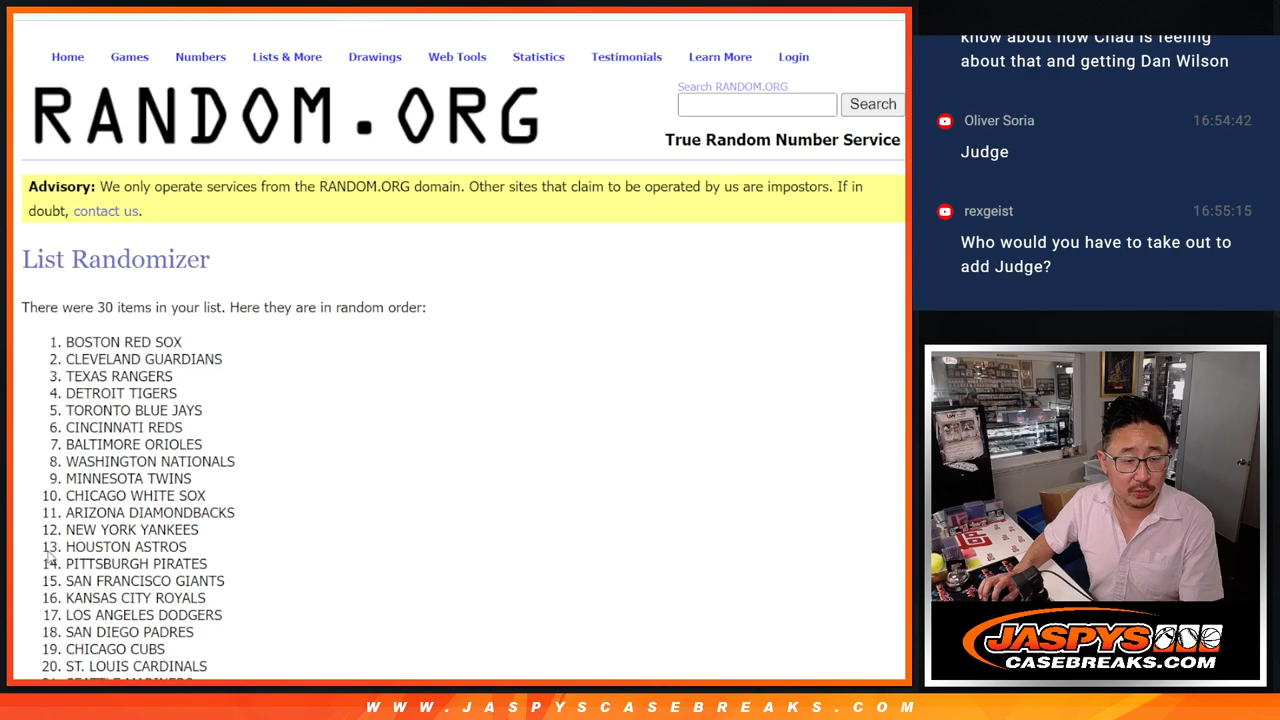 Home Games Numbers Lists & More Drawings Web Tools Statistics Testimonials Learn More Login
RANDOM.ORG
Search RANDOM.ORG
Search
True Random Number Service
Advisory: We only operate services from the RANDOM.ORG domain. Other sites that claim to be operated by us are impostors. If in
doubt, contact us.
List Randomizer
There were 30 items in your list. Here they are in random order:
1. BOSTON RED SOX
2. CLEVELAND GUARDIANS
3. TEXAS RANGERS
4. DETROIT TIGERS
5. TORONTO BLUE JAYS
6. CINCINNATI REDS
7. BALTIMORE ORIOLES
8. WASHINGTON NATIONALS
9. MINNESOTA TWINS
10. CHICAGO WHITE SOX
11. ARIZONA DIAMONDBACKS
12. NEW YORK YANKEES
13. HOUSTON ASTROS
14. PITTSBURGH PIRATES
15. SAN FRANCISCO GIANTS
16. KANSAS CITY ROYALS
17. LOS ANGELES DODGERS
18. SAN DIEGO PADRES
19. CHICAGO CUBS
20. ST. LOUIS CARDINALS
21. SEATTLE MARINERS
know about how Chad is feeling
about that and getting Dan Wilson
Oliver Soria 16:54:42
Judge
rexgeist 16:55:15
Who would you have to take out to
add Judge?
JASPYS
CASEBREAKS.COM
WWW.JASPYSCASEBREAKS.COM